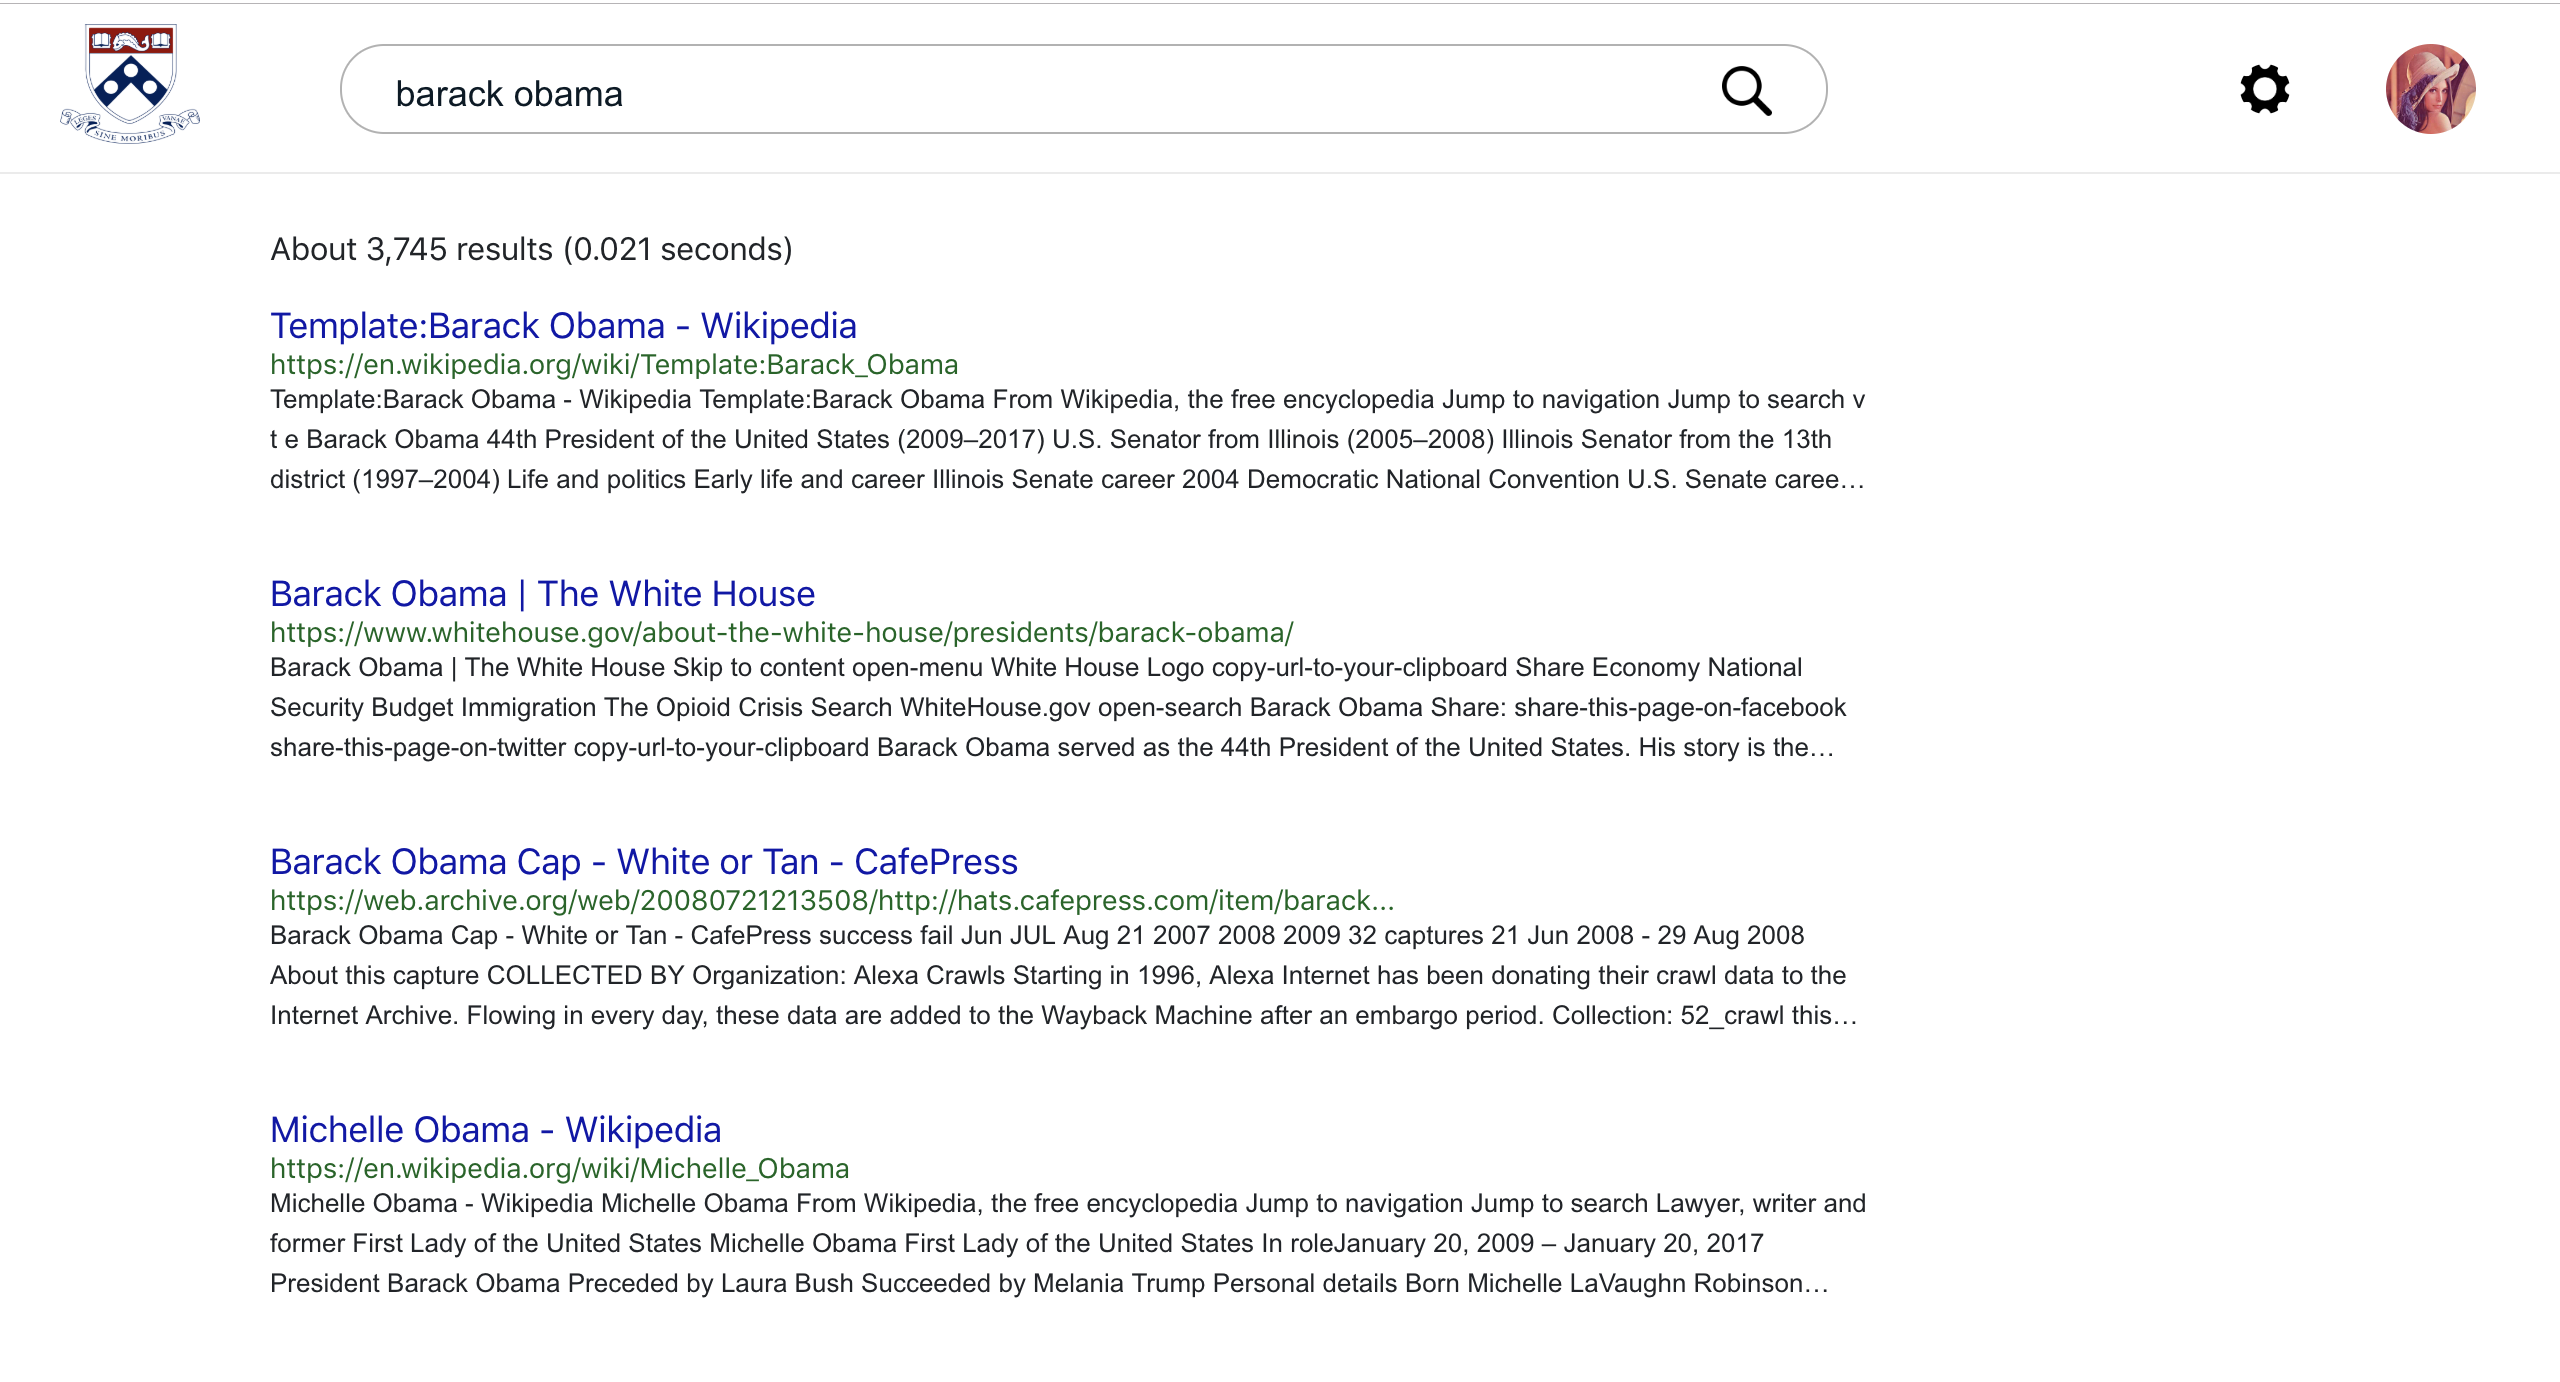 LEGES SINE MORIBUS VANAE
barack obama
About 3,745 results (0.021 seconds)
Template:Barack Obama - Wikipedia
https://en.wikipedia.org/wiki/Template:Barack_Obama
Template:Barack Obama - Wikipedia Template:Barack Obama From Wikipedia, the free encyclopedia Jump to navigation Jump to search v
t e Barack Obama 44th President of the United States (2009–2017) U.S. Senator from Illinois (2005–2008) Illinois Senator from the 13th
district (1997–2004) Life and politics Early life and career Illinois Senate career 2004 Democratic National Convention U.S. Senate caree…
Barack Obama | The White House
https://www.whitehouse.gov/about-the-white-house/presidents/barack-obama/
Barack Obama | The White House Skip to content open-menu White House Logo copy-url-to-your-clipboard Share Economy National
Security Budget Immigration The Opioid Crisis Search WhiteHouse.gov open-search Barack Obama Share: share-this-page-on-facebook
share-this-page-on-twitter copy-url-to-your-clipboard Barack Obama served as the 44th President of the United States. His story is the…
Barack Obama Cap - White or Tan - CafePress
https://web.archive.org/web/20080721213508/http://hats.cafepress.com/item/barack...
Barack Obama Cap - White or Tan - CafePress success fail Jun JUL Aug 21 2007 2008 2009 32 captures 21 Jun 2008 - 29 Aug 2008
About this capture COLLECTED BY Organization: Alexa Crawls Starting in 1996, Alexa Internet has been donating their crawl data to the
Internet Archive. Flowing in every day, these data are added to the Wayback Machine after an embargo period. Collection: 52_crawl this…
Michelle Obama - Wikipedia
https://en.wikipedia.org/wiki/Michelle_Obama
Michelle Obama - Wikipedia Michelle Obama From Wikipedia, the free encyclopedia Jump to navigation Jump to search Lawyer, writer and
former First Lady of the United States Michelle Obama First Lady of the United States In roleJanuary 20, 2009 – January 20, 2017
President Barack Obama Preceded by Laura Bush Succeeded by Melania Trump Personal details Born Michelle LaVaughn Robinson…